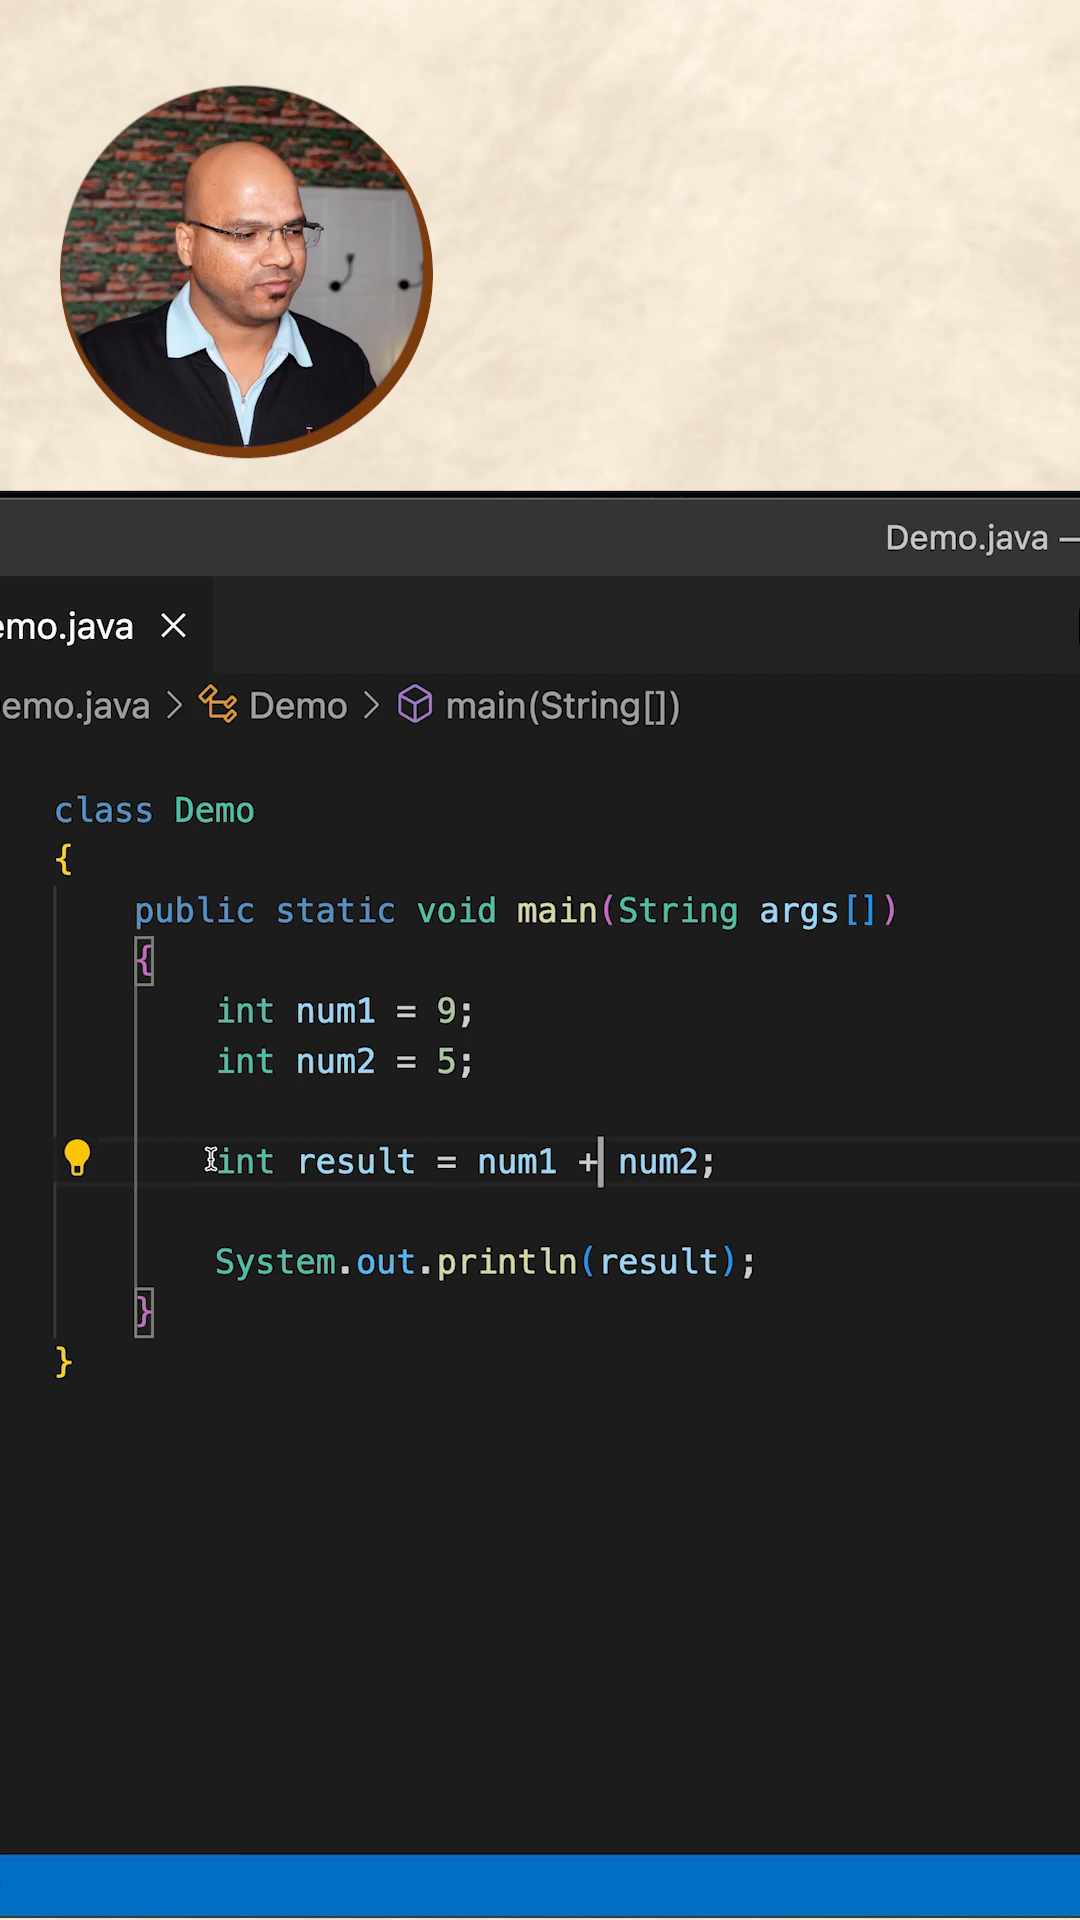 Demo.java —
emo.java
emo.java > Demo > main(String[])
class Demo
{
public static void main(String args[])
{
int num1 = 9;
int num2 = 5;
int result = num1 + num2;
System.out.println(result);
}
}